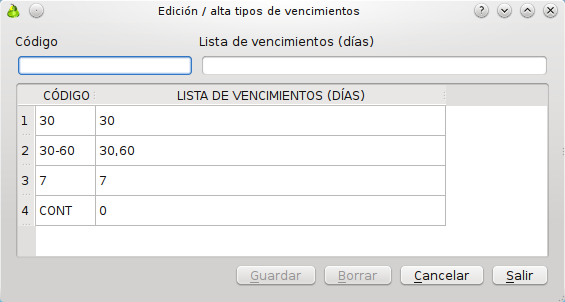 Edición / alta tipos de vencimientos
Código Lista de vencimientos (días)
CÓDIGO LISTA DE VENCIMIENTOS (DÍAS)
1 30 30
2 30-60 30,60
3 7 7
4 CONT 0
Guardar Borrar Cancelar Salir